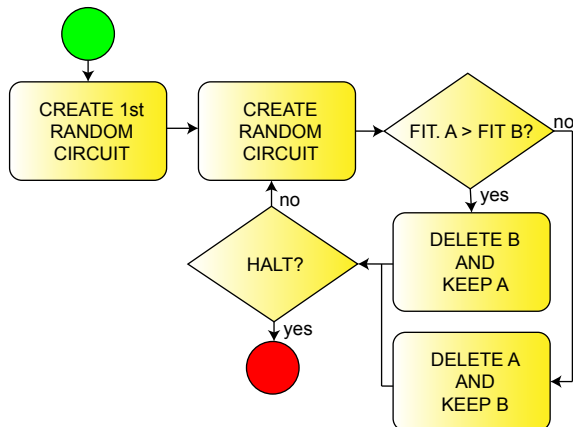 CREATE 1st
RANDOM
CIRCUIT
CREATE
RANDOM
CIRCUIT
FIT. A > FIT B?
no
yes
DELETE B
AND
KEEP A
no
HALT?
yes
DELETE A
AND
KEEP B